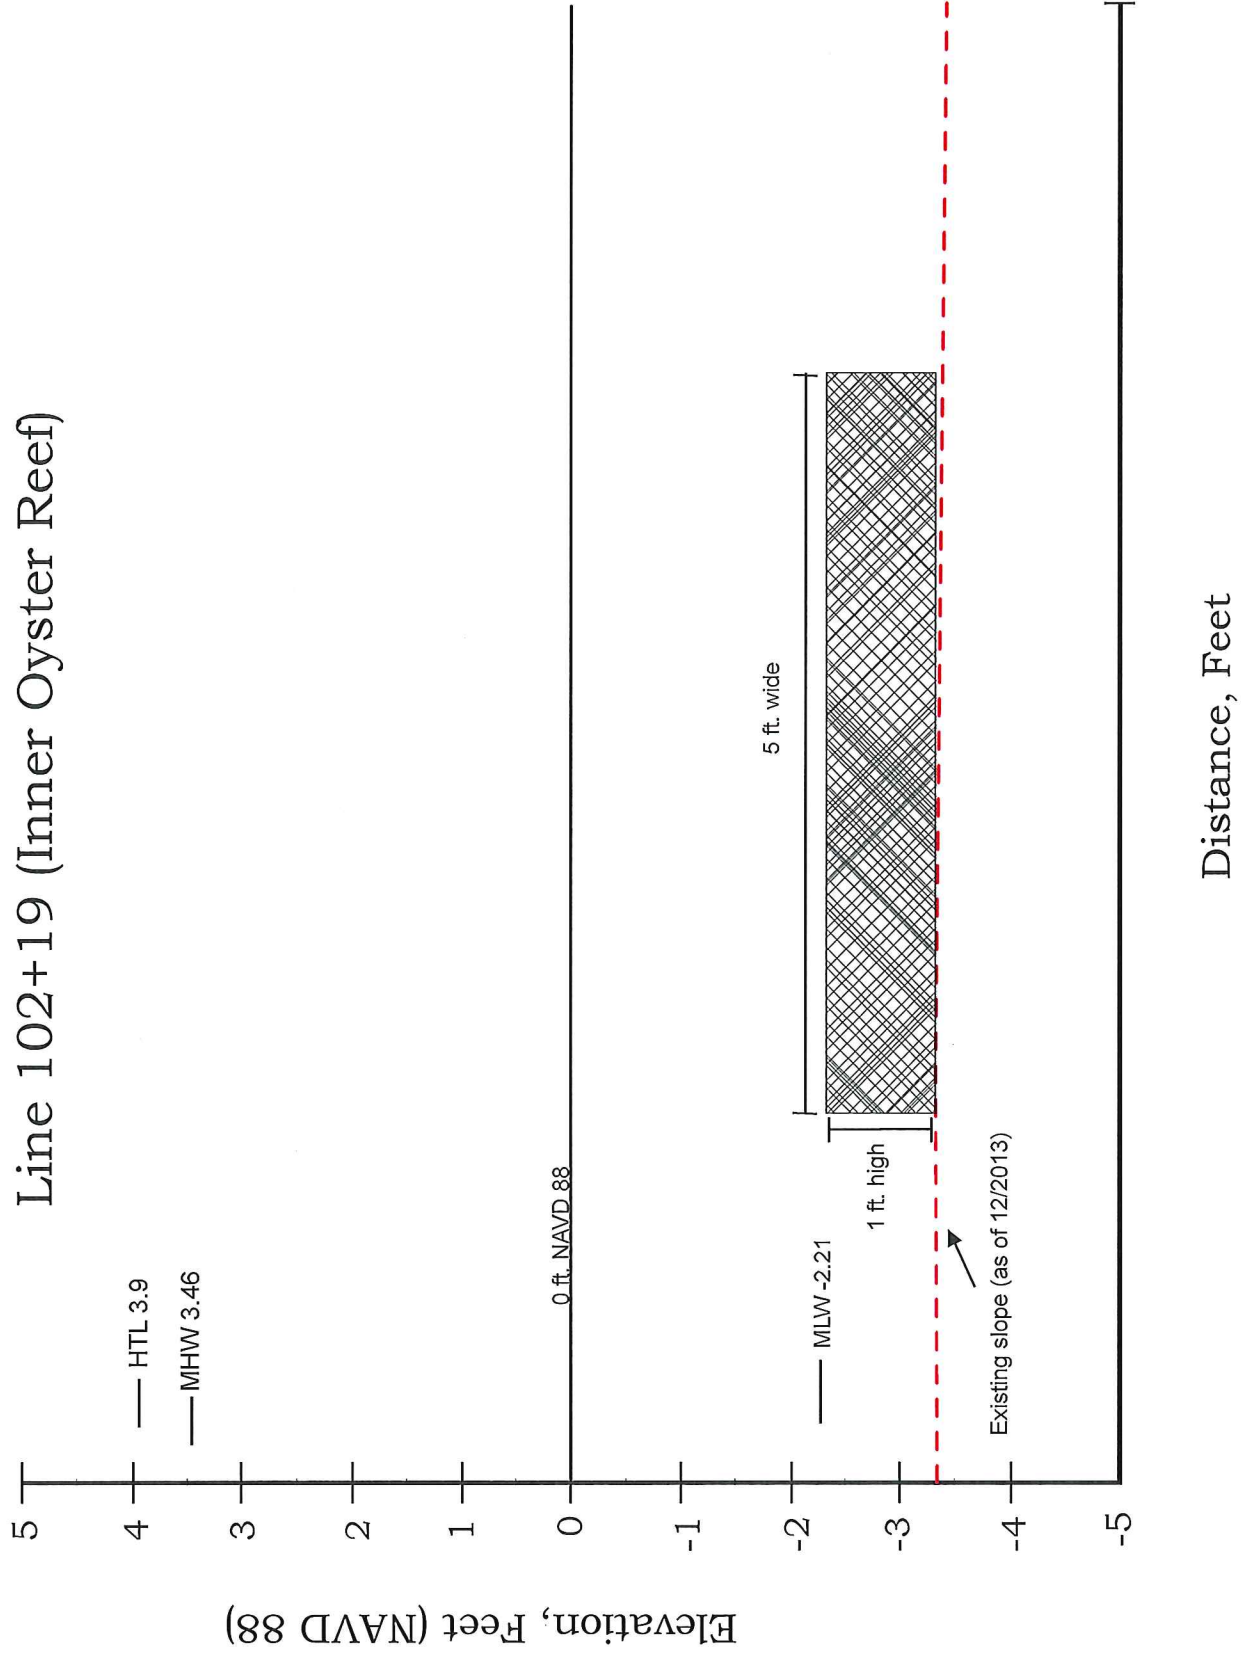 Line 102+19 (Inner Oyster Reef)
5
4
3
2
1
0
-1
-2
-3
-4
-5
Elevation, Feet (NAVD 88)
HTL 3.9
MHW 3.46
0 ft. NAVD 88
MLW -2.21
5 ft. wide
1 ft. high
Existing slope (as of 12/2013)
Distance, Feet